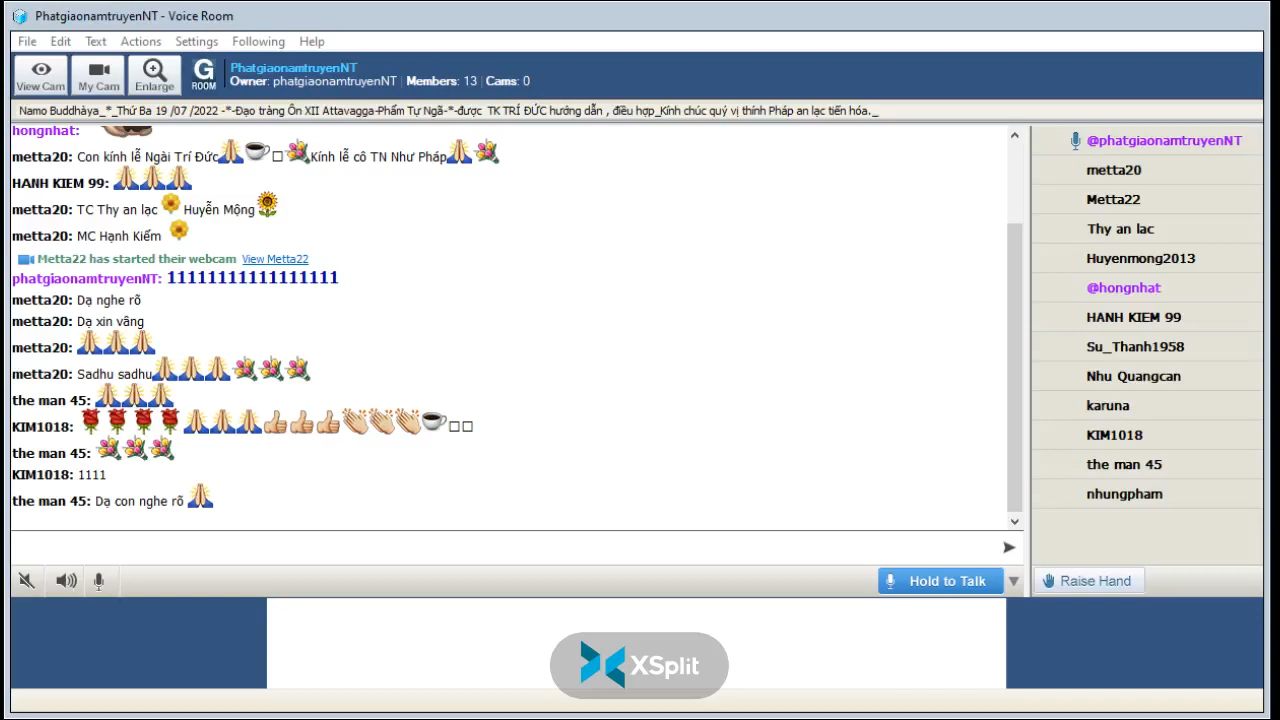 PhatgiaonamtruyenNT - Voice Room
File Edit Text Actions Settings Following Help
View Cam My Cam Enlarge G ROOM
PhatgiaonamtruyenNT
Owner: phatgiaonamtruyenNT Members: 13 Cams: 0
Namo Buddhàya_*_Thứ Ba 19 /07 /2022 -*-Đạo tràng Ôn XII Attavagga-Phẩm Tự Ngã-*-được TK TRÍ ĐỨC hướng dẫn , điều hợp_Kính chúc quý vị thính Pháp an lạc tiến hóa._
hongnhat:
metta20: Con kính lễ Ngài Trí Đức Kính lễ cô TN Như Pháp
HANH KIEM 99:
metta20: TC Thy an lạc Huyễn Mộng
metta20: MC Hạnh Kiểm
Metta22 has started their webcam View Metta22
phatgiaonamtruyenNT: 11111111111111111
metta20: Dạ nghe rõ
metta20: Dạ xin vâng
metta20:
metta20: Sadhu sadhu
the man 45:
KIM1018:
the man 45:
KIM1018: 1111
the man 45: Dạ con nghe rõ
@phatgiaonamtruyenNT
metta20
Metta22
Thy an lac
Huyenmong2013
@hongnhat
HANH KIEM 99
Su_Thanh1958
Nhu Quangcan
karuna
KIM1018
the man 45
nhungpham
Hold to Talk
Raise Hand
XSplit